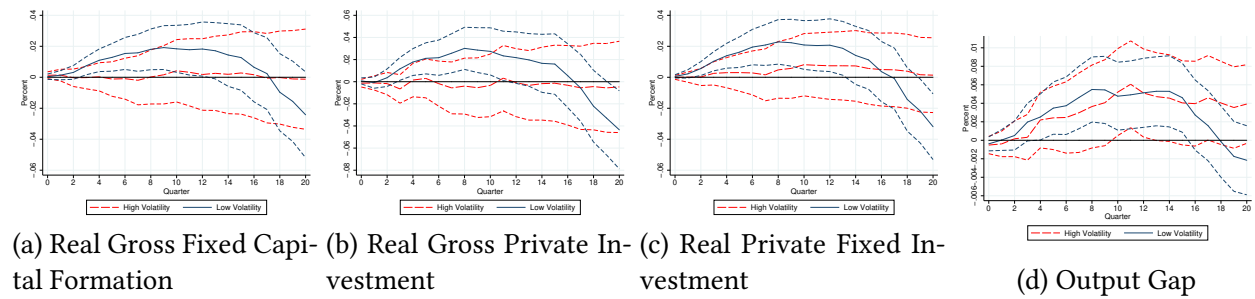 .04
.02
0
-.02
-.04
-.06
Percent
0 2 4 6 8 10 12 14 16 18 20
Quarter
High Volatility Low Volatility
(a) Real Gross Fixed Capi-
tal Formation
.06
.04
.02
0
-.02
-.04
-.06
-.08
Percent
0 2 4 6 8 10 12 14 16 18 20
Quarter
High Volatility Low Volatility
(b) Real Gross Private In-
vestment
.04
.02
0
-.02
-.04
-.06
Percent
0 2 4 6 8 10 12 14 16 18 20
Quarter
High Volatility Low Volatility
(c) Real Private Fixed In-
vestment
.01
.008
.006
.004
.002
0
-.002
-.004
-.006
Percent
0 2 4 6 8 10 12 14 16 18 20
Quarter
High Volatility Low Volatility
(d) Output Gap